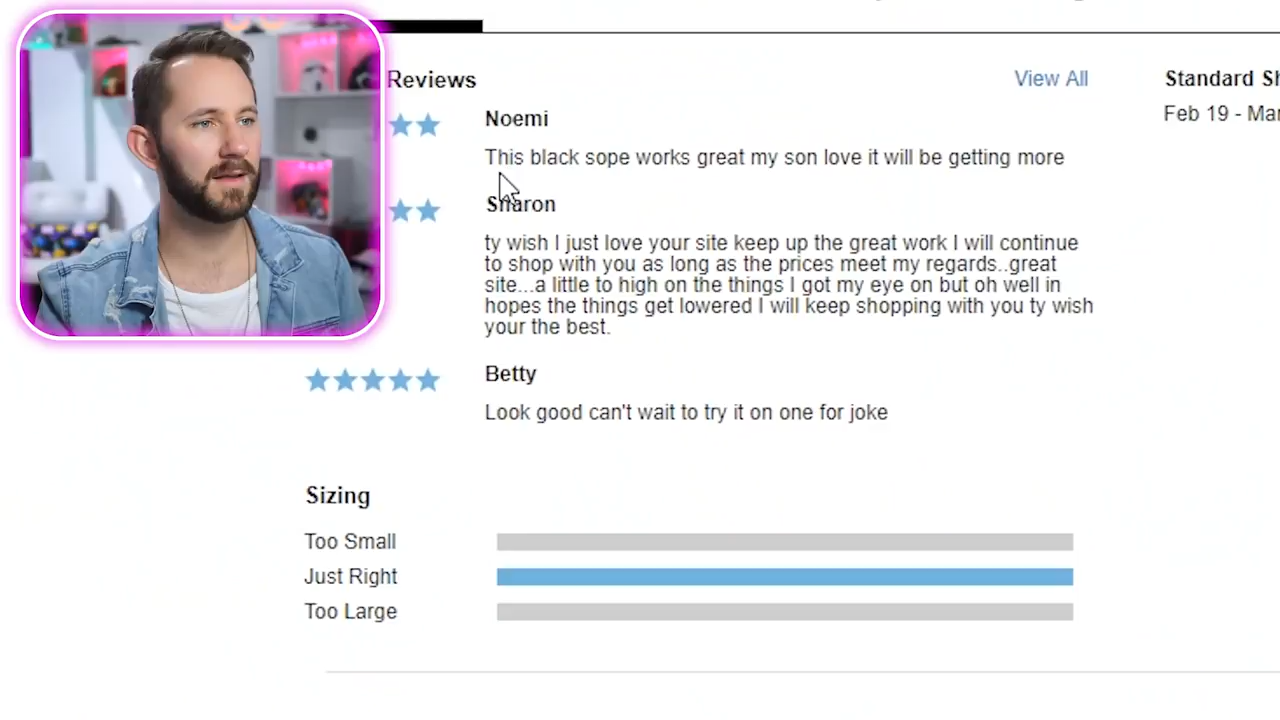 Reviews
View All
Standard Sh
Noemi
Feb 19 - Mar
This black sope works great my son love it will be getting more
Sharon
ty wish I just love your site keep up the great work I will continue
to shop with you as long as the prices meet my regards..great
site...a little to high on the things I got my eye on but oh well in
hopes the things get lowered I will keep shopping with you ty wish
your the best.
Betty
Look good can't wait to try it on one for joke
Sizing
Too Small
Just Right
Too Large